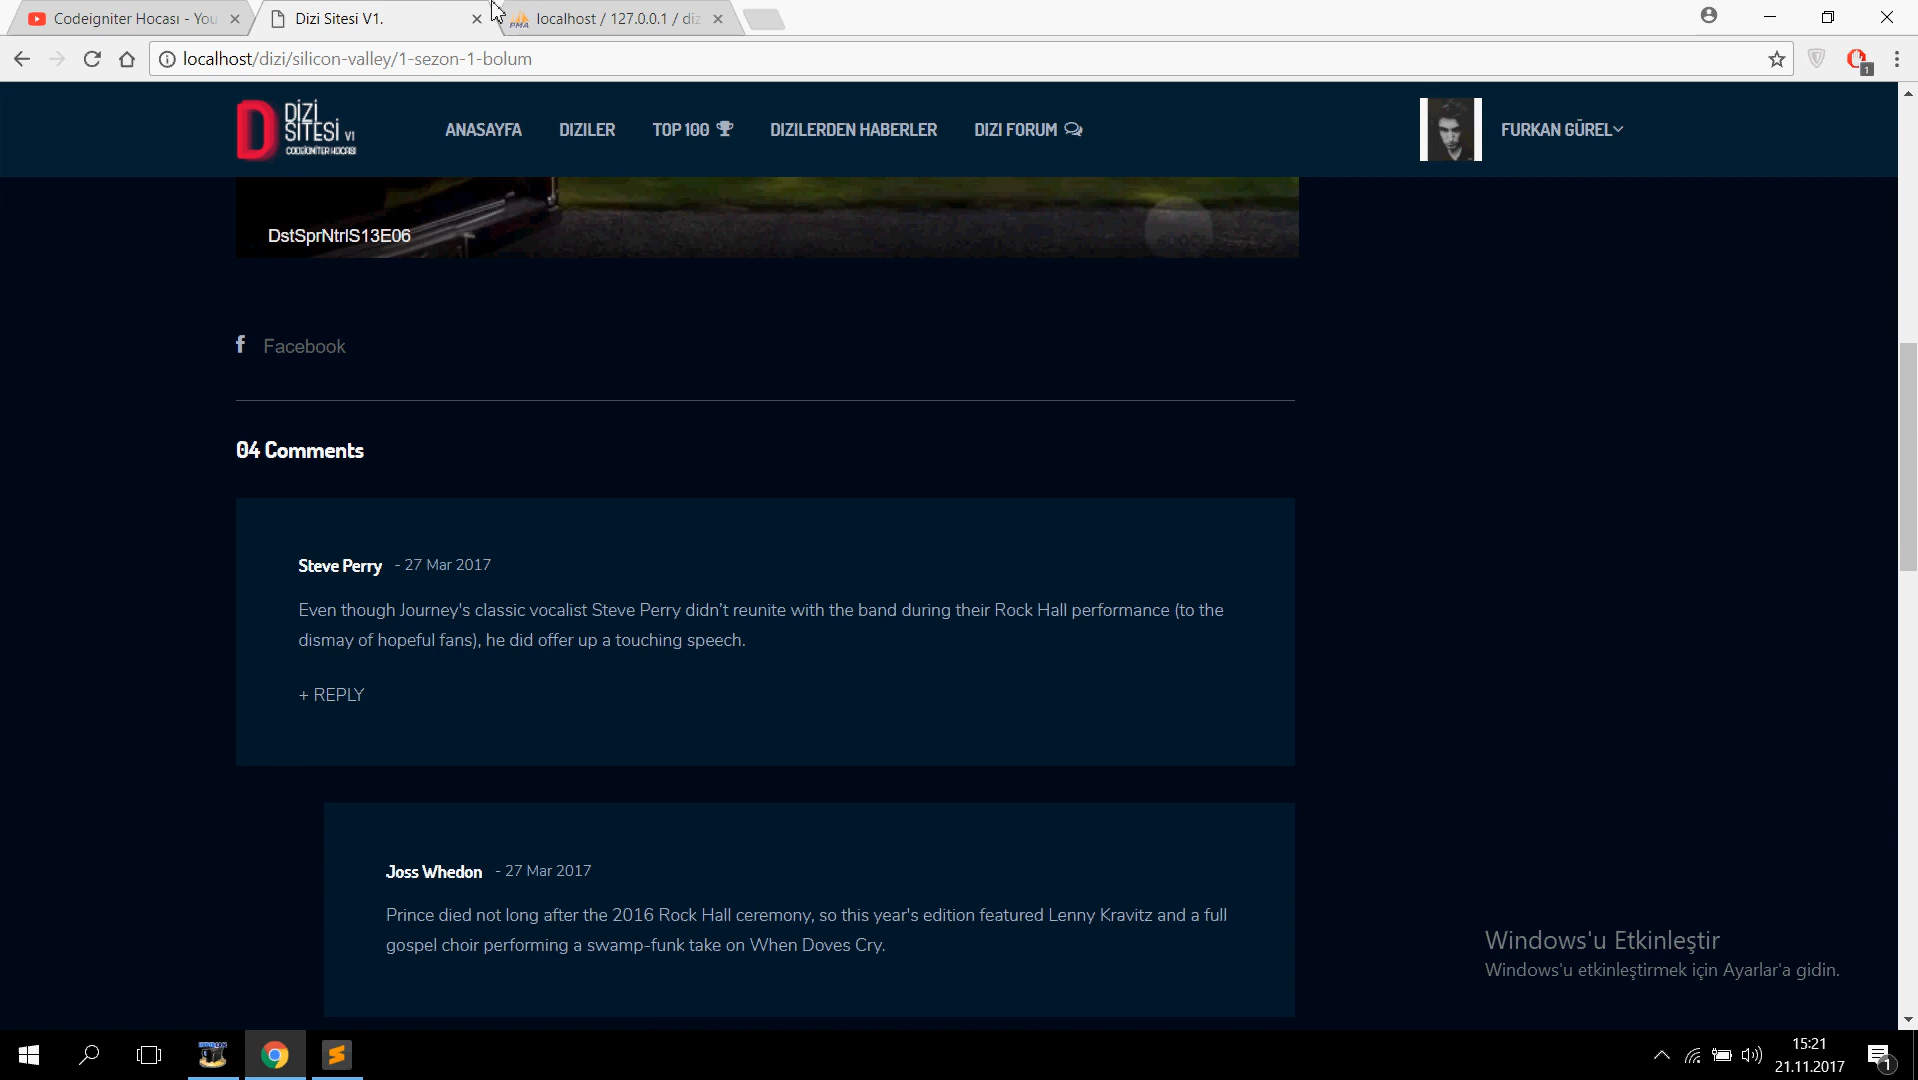 Codeigniter Hocası - You
Dizi Sitesi V1.
localhost / 127.0.0.1 / diz
localhost/dizi/silicon-valley/1-sezon-1-bolum
1
DİZİ
SİTESİ V1
CODEIGNITER HOCASI
ANASAYFA
DIZILER
TOP 100
DIZILERDEN HABERLER
DIZI FORUM
FURKAN GÜREL
DstSprNtrlS13E06
Facebook
04 Comments
Steve Perry - 27 Mar 2017
Even though Journey's classic vocalist Steve Perry didn't reunite with the band during their Rock Hall performance (to the
dismay of hopeful fans), he did offer up a touching speech.
+ REPLY
Joss Whedon - 27 Mar 2017
Prince died not long after the 2016 Rock Hall ceremony, so this year's edition featured Lenny Kravitz and a full
gospel choir performing a swamp-funk take on When Doves Cry.
Windows'u Etkinleştir
Windows'u etkinleştirmek için Ayarlar'a gidin.
15:21
21.11.2017
1